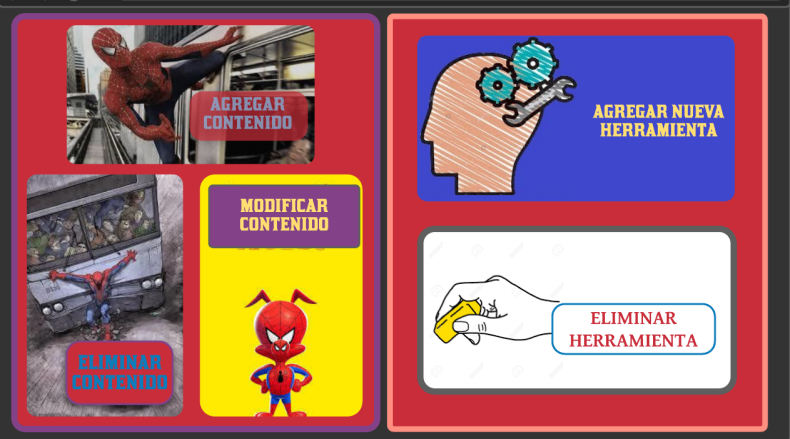 AGREGAR
CONTENIDO
ELIMINAR
CONTENIDO
MODIFICAR
CONTENIDO
AGREGAR NUEVA
HERRAMIENTA
ELIMINAR
HERRAMIENTA